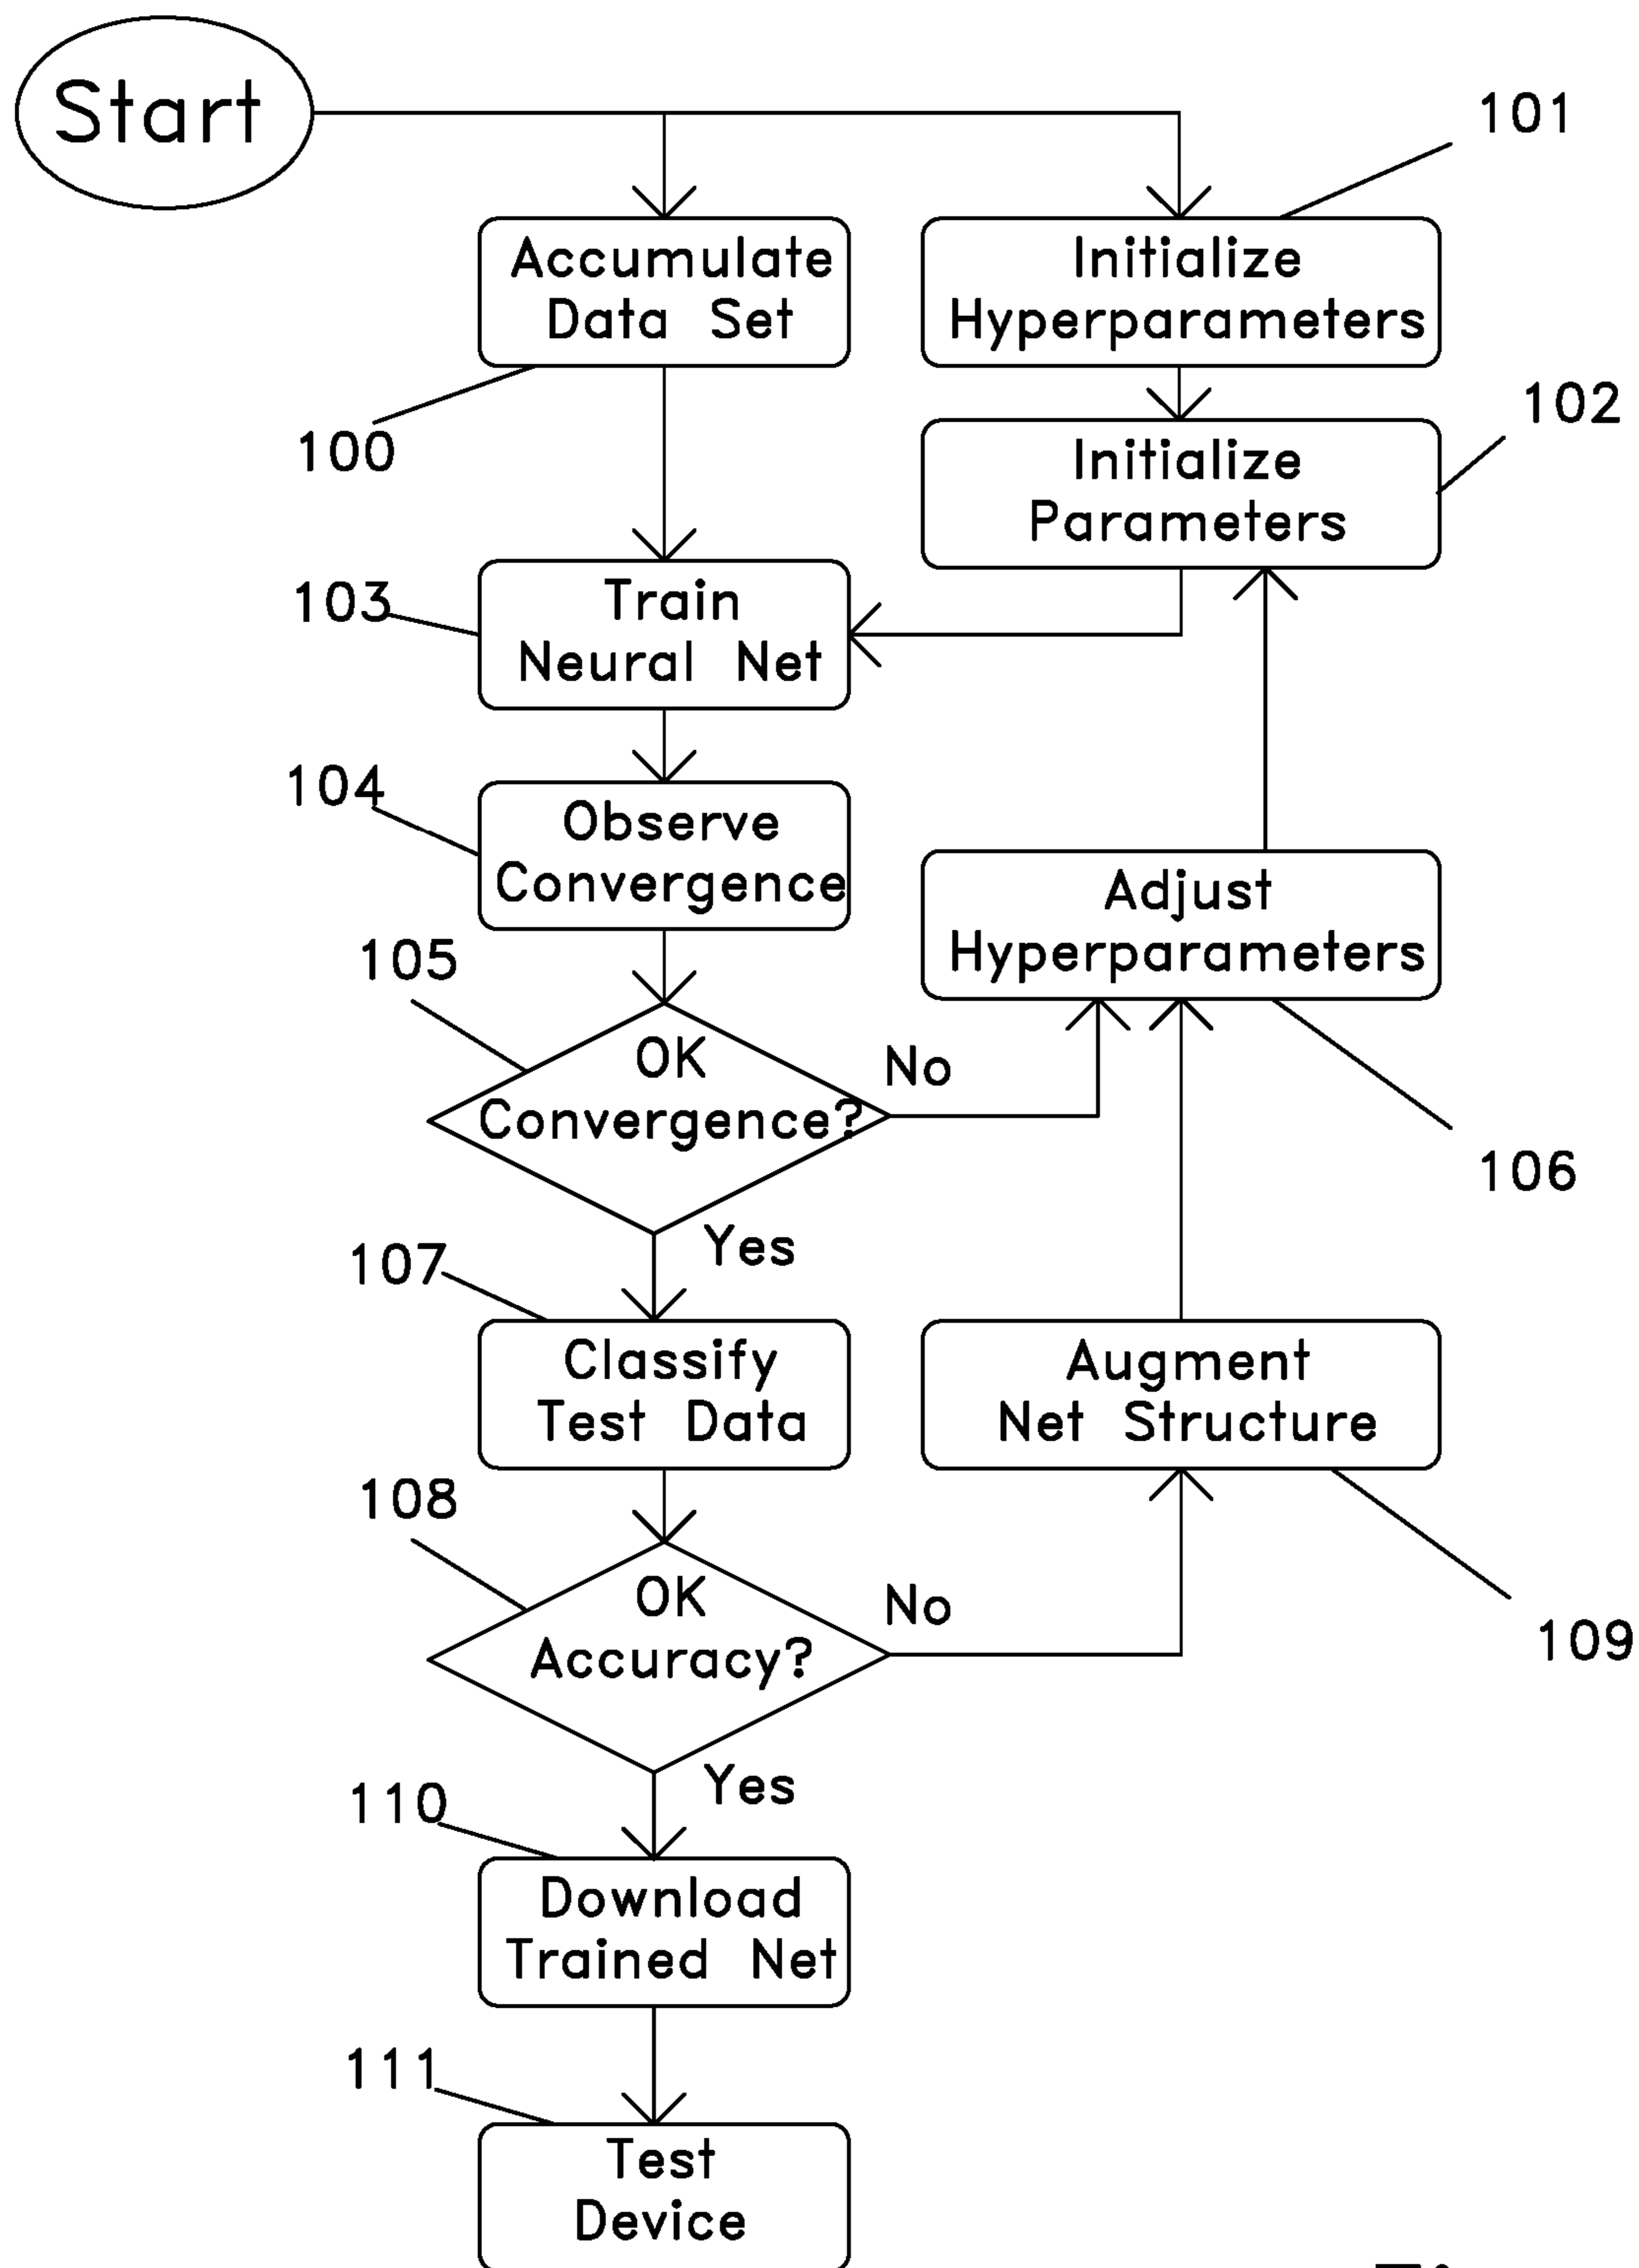 Start
101
Accumulate
Data Set
Initialize
Hyperparameters
100
102
Initialize
Parameters
103
Train
Neural Net
104
Observe
Convergence
Adjust
Hyperparameters
105
OK
Convergence?
No
106
Yes
107
Classify
Test Data
Augment
Net Structure
108
OK
Accuracy?
No
109
Yes
110
Download
Trained Net
111
Test
Device